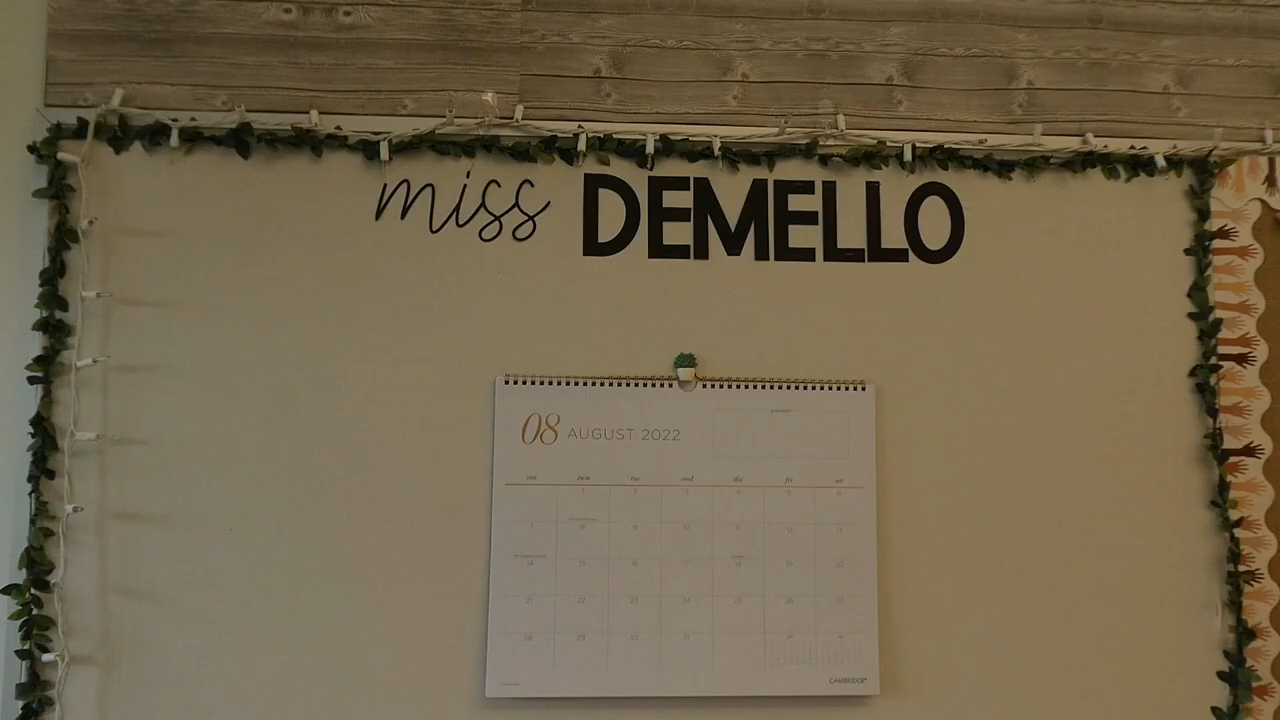 miss DEMELLO
08 AUGUST 2022
sun mon tue wed thu fri sat
1 2 3 4 5 6
7 8 9 10 11 12 13
14 15 16 17 18 19 20
21 22 23 24 25 26 27
28 29 30 31
CAMBRIDGE